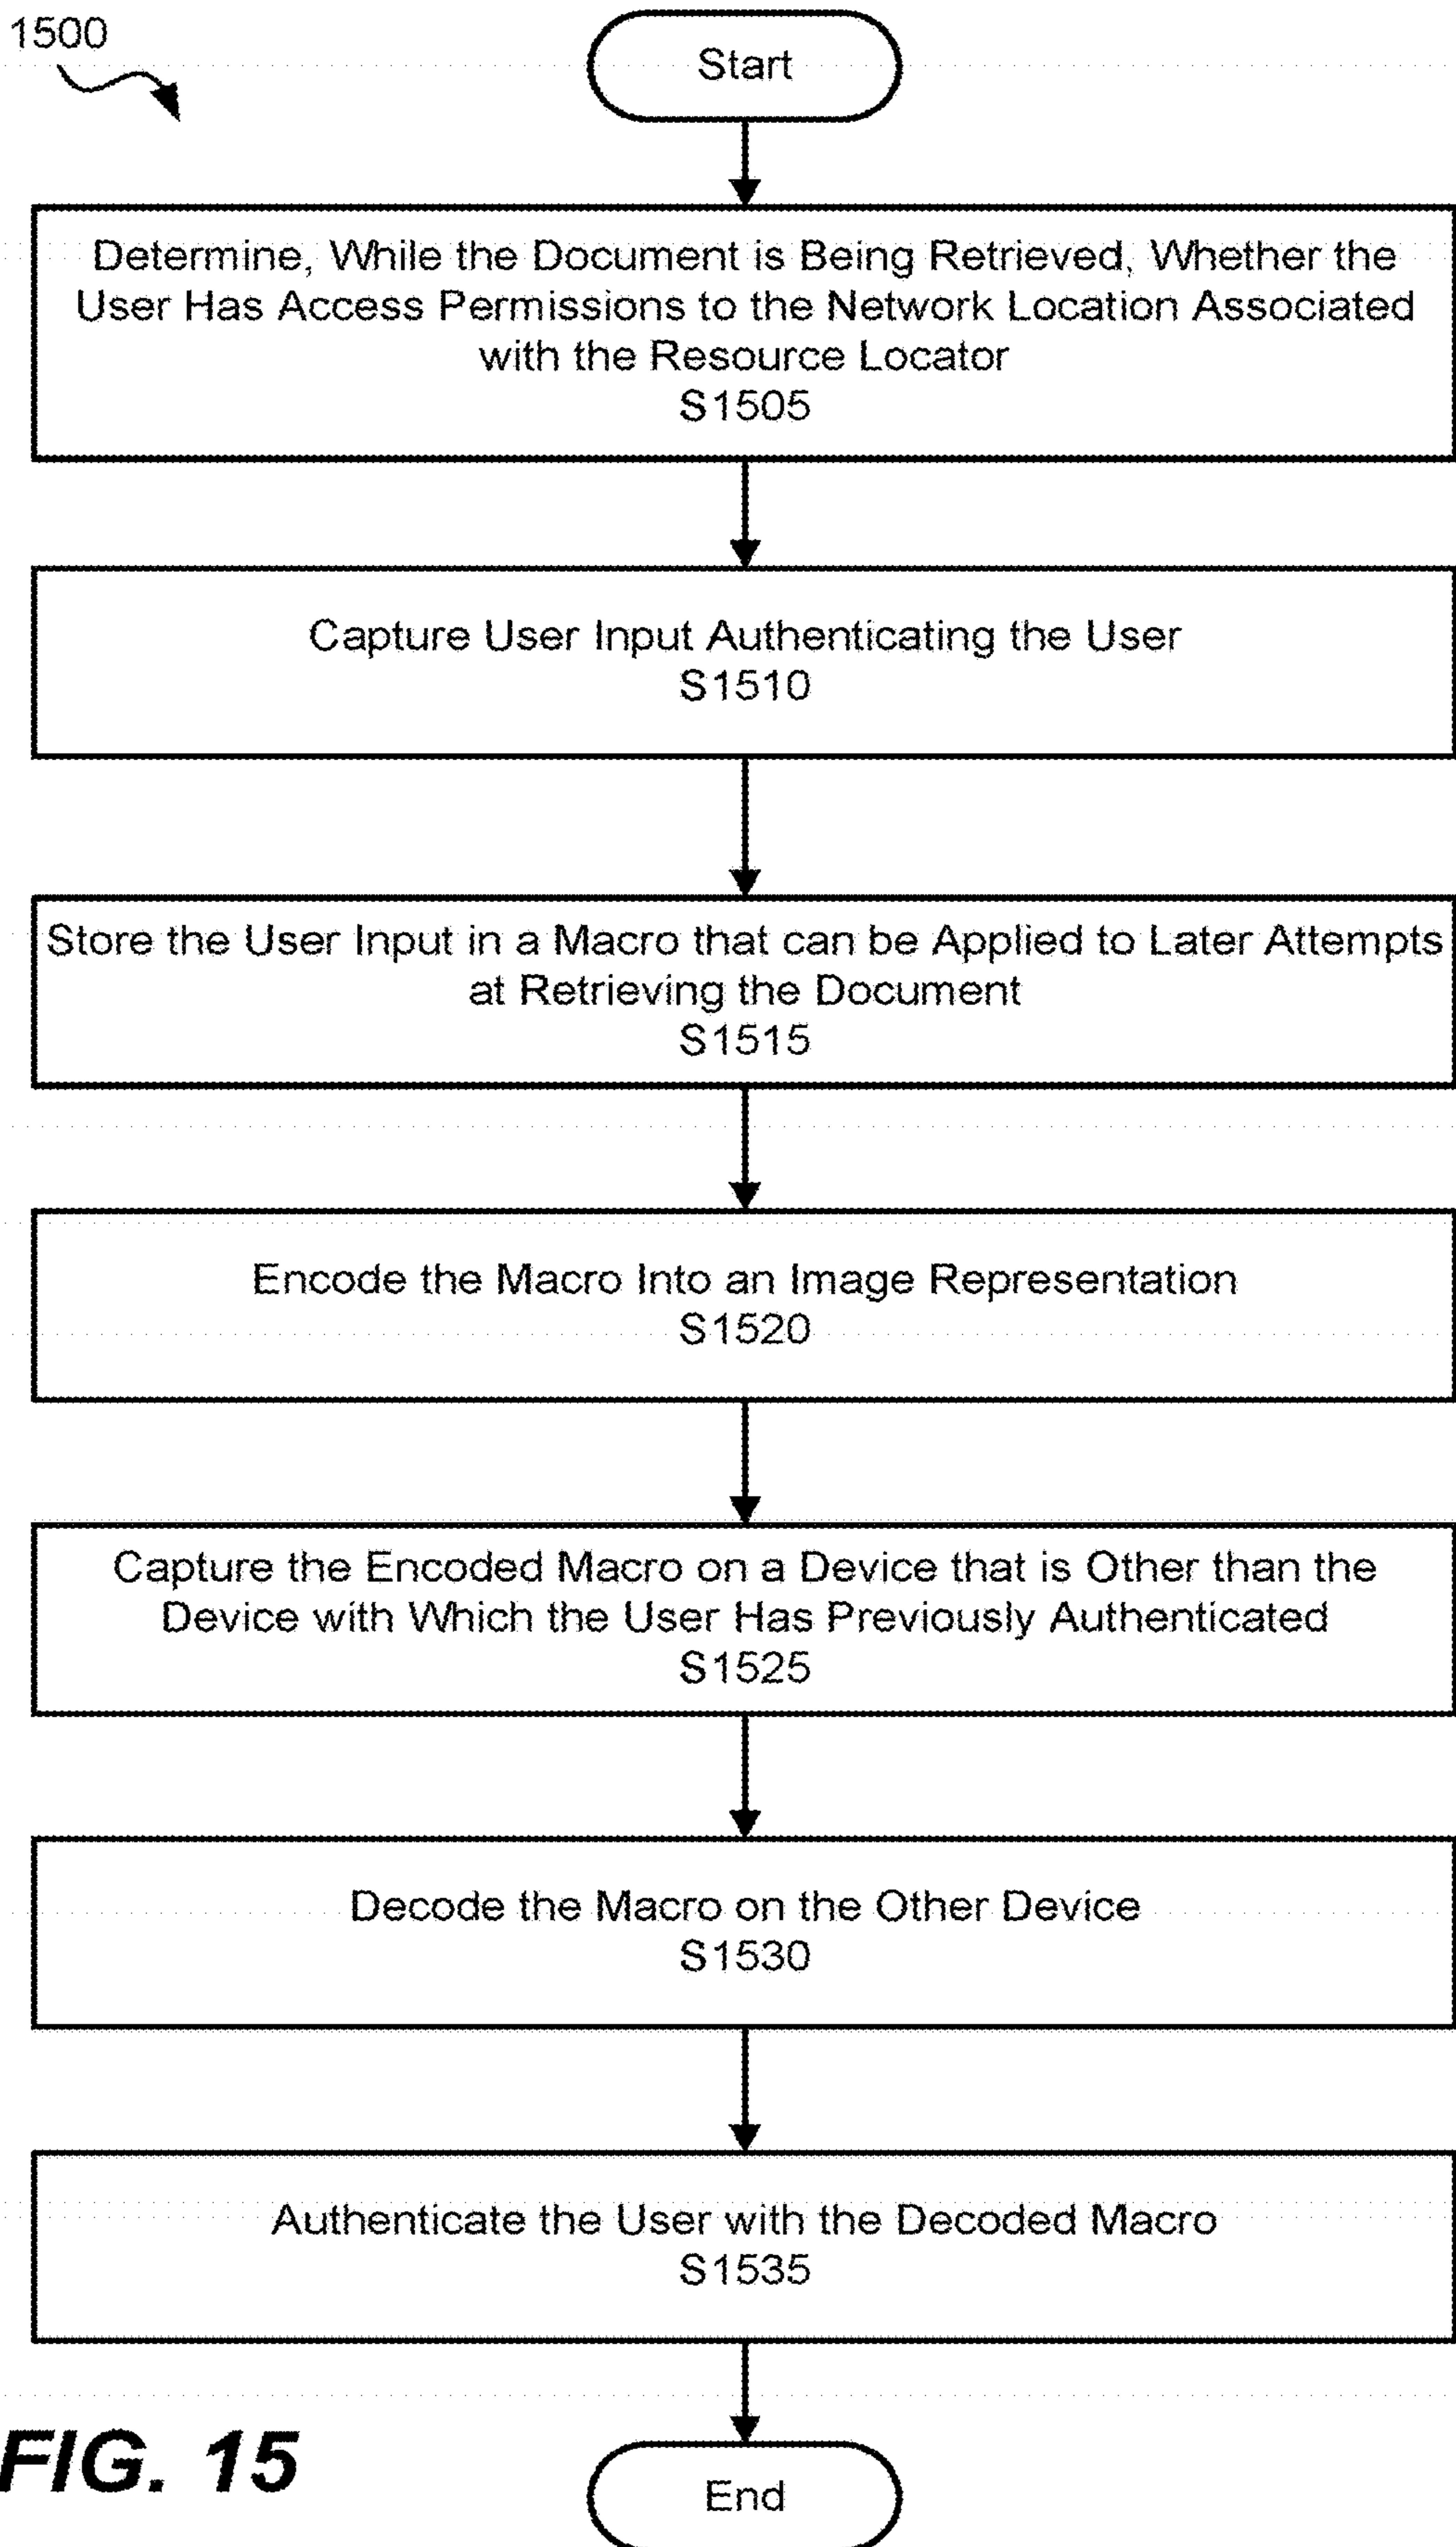 1500
Start
Determine, While the Document is Being Retrieved, Whether the
User Has Access Permissions to the Network Location Associated
with the Resource Locator
S1505
Capture User Input Authenticating the User
S1510
Store the User Input in a Macro that can be Applied to Later Attempts
at Retrieving the Document
S1515
Encode the Macro Into an Image Representation
S1520
Capture the Encoded Macro on a Device that is Other than the
Device with Which the User Has Previously Authenticated
S1525
Decode the Macro on the Other Device
S1530
Authenticate the User with the Decoded Macro
S1535
FIG. 15
End